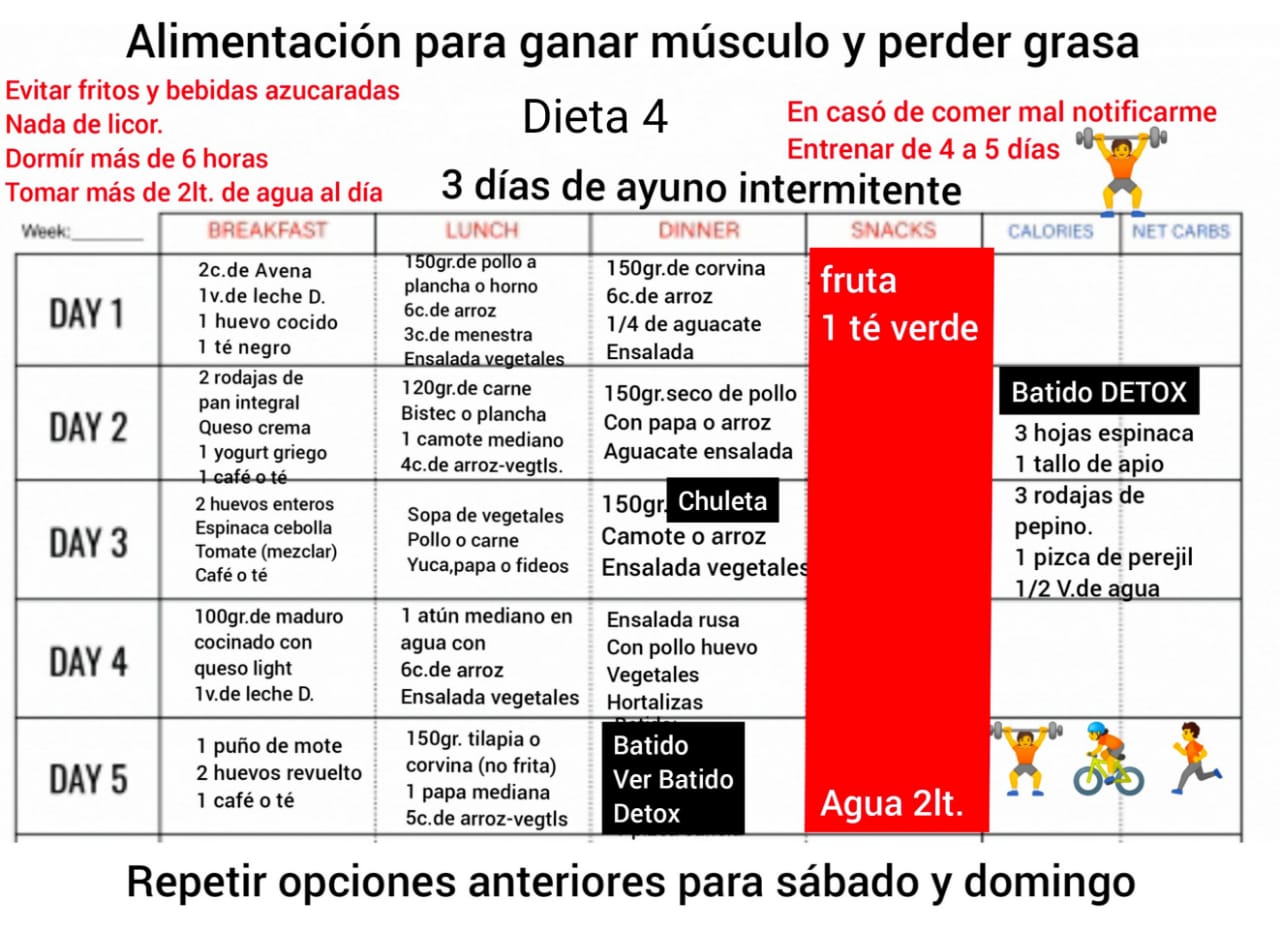 Alimentación para ganar músculo y perder grasa
Evitar fritos y bebidas azucaradas
Nada de licor.
Dormír más de 6 horas
Tomar más de 2lt. de agua al día
Dieta 4
3 días de ayuno intermitente
En casó de comer mal notificarme
Entrenar de 4 a 5 días
Week:
BREAKFAST
LUNCH
DINNER
SNACKS
CALORIES
NET CARBS
DAY 1
2c.de Avena
1v.de leche D.
1 huevo cocido
1 té negro
150gr.de pollo a
plancha o horno
6c.de arroz
3c.de menestra
Ensalada vegetales
150gr.de corvina
6c.de arroz
1/4 de aguacate
Ensalada
fruta
1 té verde
DAY 2
2 rodajas de
pan integral
Queso crema
1 yogurt griego
1 café o té
120gr.de carne
Bistec o plancha
1 camote mediano
4c.de arroz-vegtls.
150gr.seco de pollo
Con papa o arroz
Aguacate ensalada
Batido DETOX
3 hojas espinaca
1 tallo de apio
3 rodajas de
pepino.
1 pizca de perejil
1/2 V.de agua
DAY 3
2 huevos enteros
Espinaca cebolla
Tomate (mezclar)
Café o té
Sopa de vegetales
Pollo o carne
Yuca,papa o fideos
150gr. Chuleta
Camote o arroz
Ensalada vegetales
DAY 4
100gr.de maduro
cocinado con
queso light
1v.de leche D.
1 atún mediano en
agua con
6c.de arroz
Ensalada vegetales
Ensalada rusa
Con pollo huevo
Vegetales
Hortalizas
DAY 5
1 puño de mote
2 huevos revuelto
1 café o té
150gr. tilapia o
corvina (no frita)
1 papa mediana
5c.de arroz-vegtls
Batido
Ver Batido
Detox
Agua 2lt.
Repetir opciones anteriores para sábado y domingo